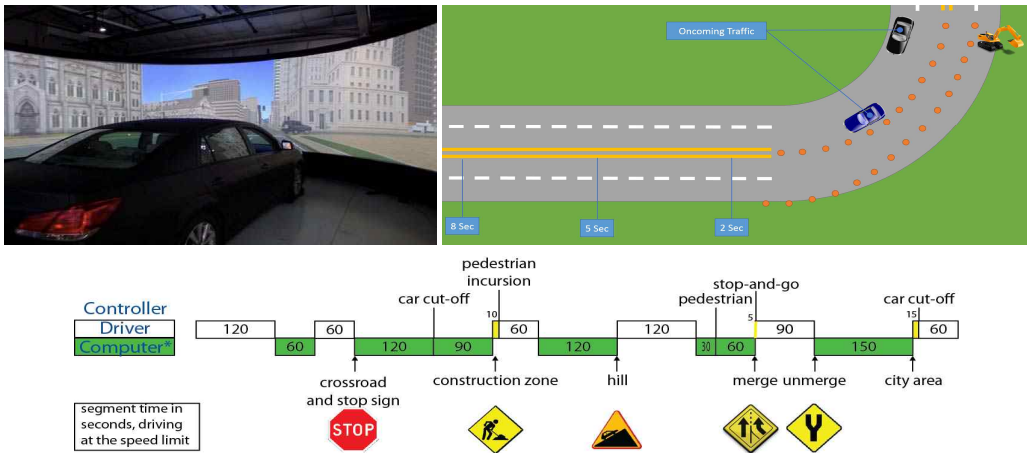 Oncoming Traffic
8 Sec
5 Sec
2 Sec
pedestrian
incursion
stop-and-go
car cut-off
pedestrian
car cut-off
Controller
10
5
15
Driver
120
60
60
120
90
60
Computer*
60
120
90
120
30
60
150
crossroad
and stop sign
construction zone
hill
merge
unmerge
city area
segment time in
seconds, driving
at the speed limit
STOP